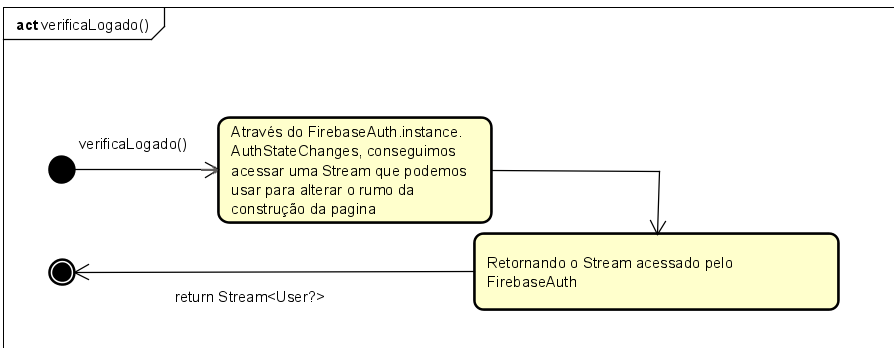 act verificaLogado()
verificaLogado()
Através do FirebaseAuth.instance.
AuthStateChanges, conseguimos
acessar uma Stream que podemos
usar para alterar o rumo da
construção da pagina
Retornando o Stream acessado pelo
FirebaseAuth
return Stream<User?>